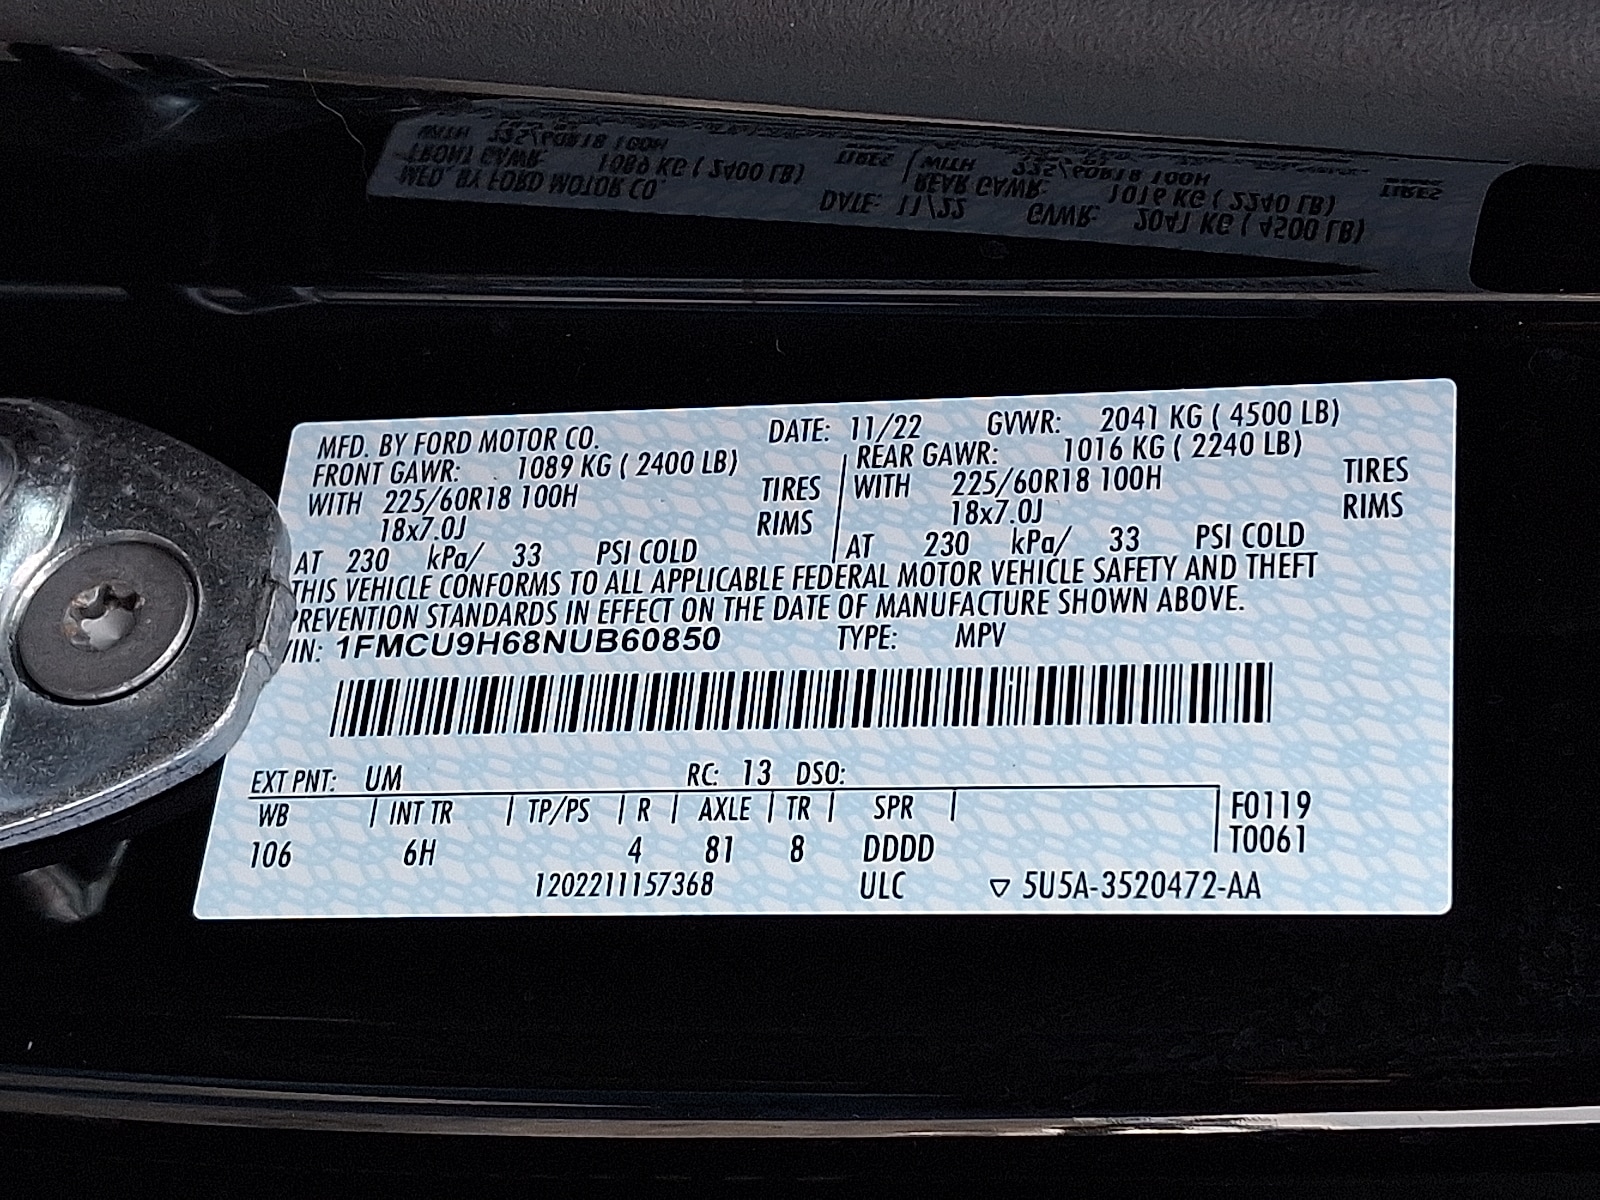 MFD. BY FORD MOTOR CO. DATE: 11/22 GVWR: 2041 KG ( 4500 LB)
FRONT GAWR: 1089 KG ( 2400 LB) REAR GAWR: 1016 KG ( 2240 LB)
WITH 225/60R18 100H TIRES WITH 225/60R18 100H TIRES
18x7.0J RIMS 18x7.0J RIMS
AT 230 kPa/ 33 PSI COLD AT 230 kPa/ 33 PSI COLD
THIS VEHICLE CONFORMS TO ALL APPLICABLE FEDERAL MOTOR VEHICLE SAFETY AND THEFT
PREVENTION STANDARDS IN EFFECT ON THE DATE OF MANUFACTURE SHOWN ABOVE.
VIN: 1FMCU9H68NUB60850 TYPE: MPV
EXT PNT: UM RC: 13 DSO:
WB | INT TR | TP/PS | R | AXLE | TR | SPR | F0119
T0061
106 6H 4 81 8 DDDD
1202211157368 ULC ▽ 5U5A-3520472-AA